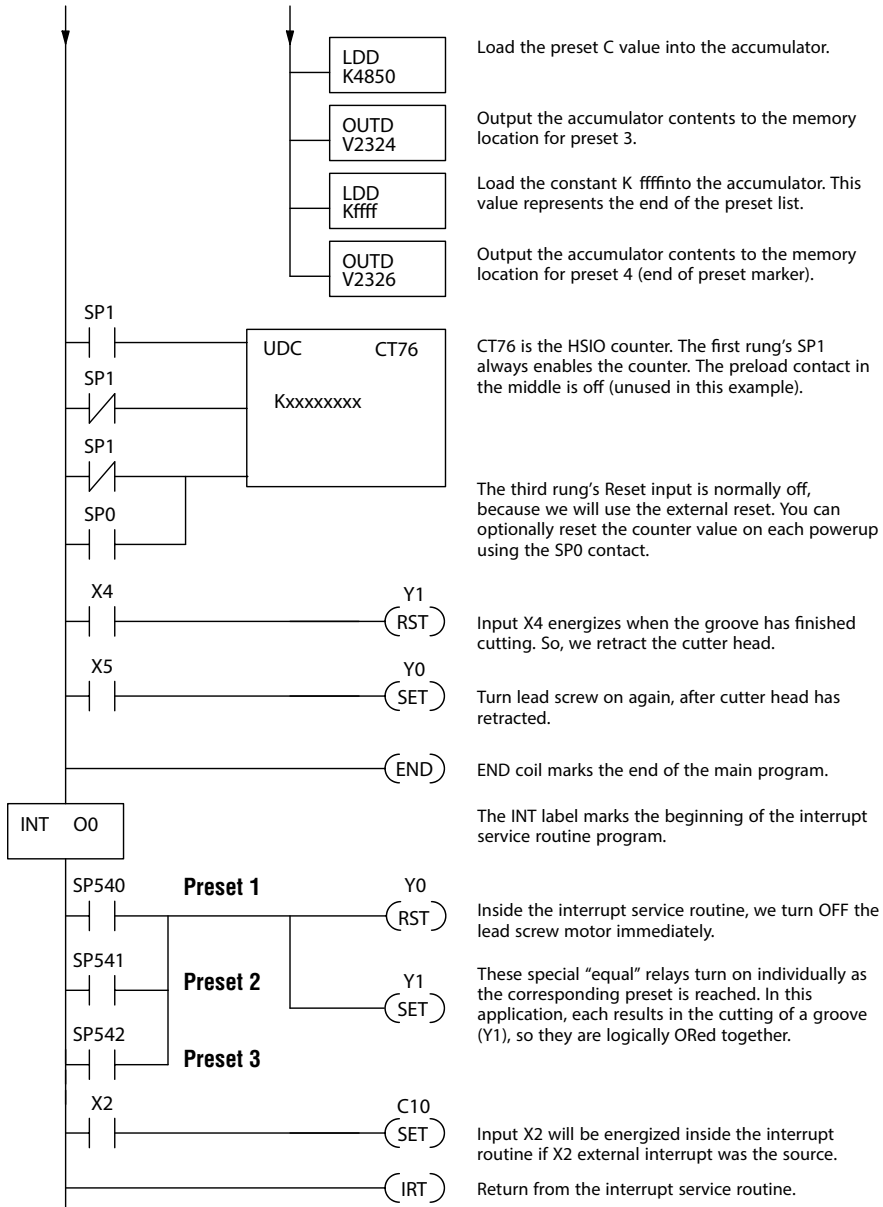 LDD
K4850
Load the preset C value into the accumulator.
OUTD
V2324
Output the accumulator contents to the memory
location for preset 3.
LDD
Kffff
Load the constant K ffffinto the accumulator. This
value represents the end of the preset list.
OUTD
V2326
Output the accumulator contents to the memory
location for preset 4 (end of preset marker).
SP1
UDC CT76
Kxxxxxxxx
SP1
SP1
SP0
CT76 is the HSIO counter. The first rung’s SP1
always enables the counter. The preload contact in
the middle is off (unused in this example).
The third rung’s Reset input is normally off,
because we will use the external reset. You can
optionally reset the counter value on each powerup
using the SP0 contact.
X4 Y1
RST
Input X4 energizes when the groove has finished
cutting. So, we retract the cutter head.
X5 Y0
SET
Turn lead screw on again, after cutter head has
retracted.
END
END coil marks the end of the main program.
INT O0
The INT label marks the beginning of the interrupt
service routine program.
SP540 Preset 1 Y0
RST
Inside the interrupt service routine, we turn OFF the
lead screw motor immediately.
SP541 Preset 2 Y1
SET
These special “equal” relays turn on individually as
the corresponding preset is reached. In this
application, each results in the cutting of a groove
(Y1), so they are logically ORed together.
SP542 Preset 3
X2 C10
SET
Input X2 will be energized inside the interrupt
routine if X2 external interrupt was the source.
IRT
Return from the interrupt service routine.